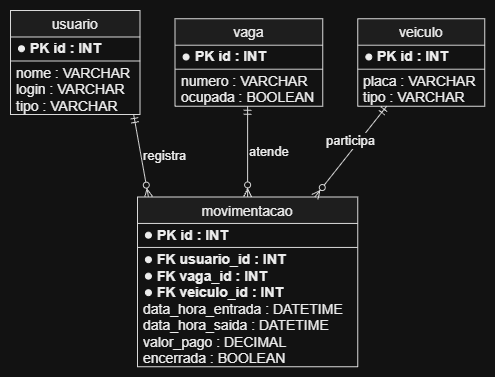 usuario
PK id : INT
nome : VARCHAR
login : VARCHAR
tipo : VARCHAR
vaga
PK id : INT
numero : VARCHAR
ocupada : BOOLEAN
veiculo
PK id : INT
placa : VARCHAR
tipo : VARCHAR
registra
atende
participa
movimentacao
PK id : INT
FK usuario_id : INT
FK vaga_id : INT
FK veiculo_id : INT
data_hora_entrada : DATETIME
data_hora_saida : DATETIME
valor_pago : DECIMAL
encerrada : BOOLEAN